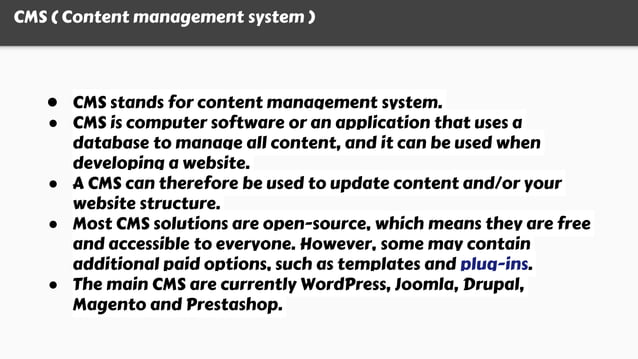 CMS ( Content management system )
● CMS stands for content management system.
● CMS is computer software or an application that uses a
database to manage all content, and it can be used when
developing a website.
● A CMS can therefore be used to update content and/or your
website structure.
● Most CMS solutions are open-source, which means they are free
and accessible to everyone. However, some may contain
additional paid options, such as templates and plug-ins.
● The main CMS are currently WordPress, Joomla, Drupal,
Magento and Prestashop.